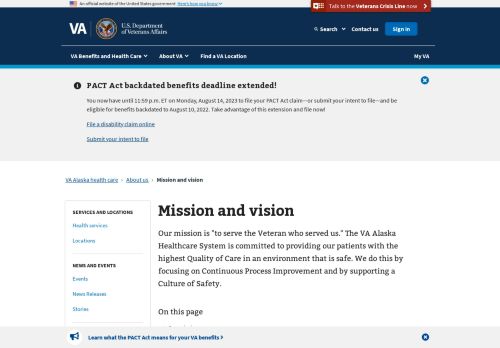 An official website of the United States government Here's how you know
Talk to the Veterans Crisis Line now
VA U.S. Department of Veterans Affairs
Search Contact us Sign in
VA Benefits and Health Care About VA Find a VA Location My VA
PACT Act backdated benefits deadline extended!
You now have until 11:59 p.m. ET on Monday, August 14, 2023 to file your PACT Act claim—or submit your intent to file—and be
eligible for benefits backdated to August 10, 2022. Take advantage of this extension and file now!
File a disability claim online
Submit your intent to file
VA Alaska health care › About us › Mission and vision
SERVICES AND LOCATIONS
Health services
Locations
NEWS AND EVENTS
Events
News Releases
Stories
Mission and vision
Our mission is "to serve the Veteran who served us." The VA Alaska
Healthcare System is committed to providing our patients with the
highest Quality of Care in an environment that is safe. We do this by
focusing on Continuous Process Improvement and by supporting a
Culture of Safety.
On this page
Learn what the PACT Act means for your VA benefits